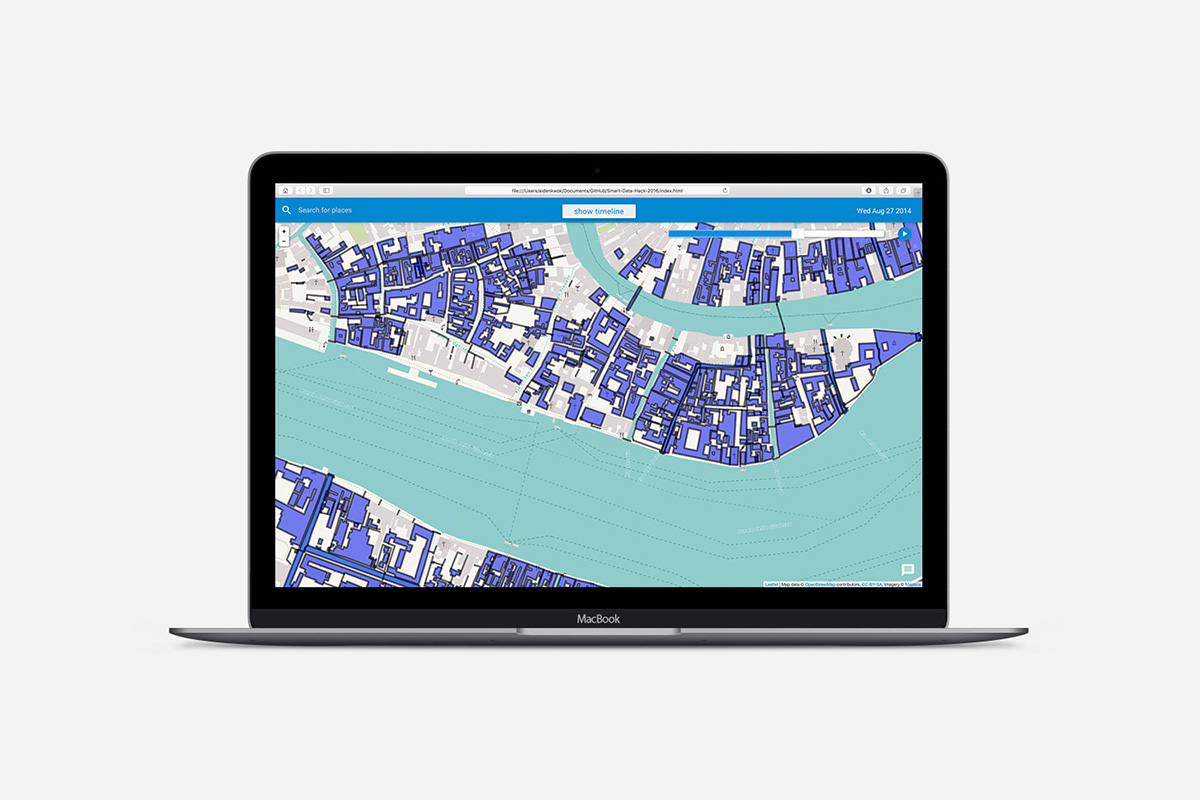 file:///Users/aidenkwok/Documents/GitHub/Smart-Data-Hack-2016/index.html
Search for places
show timeline
Wed Aug 27 2014
+
-
Leaflet | Map data © OpenStreetMap contributors, CC-BY-SA, Imagery © Mapbox
MacBook